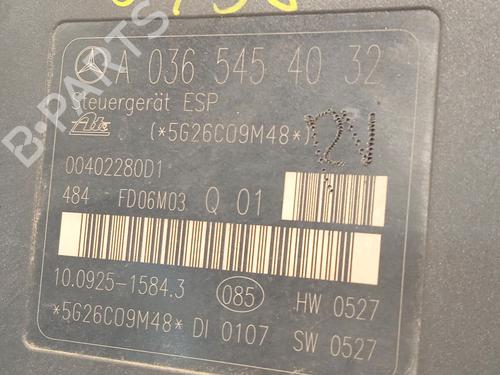 A 036 545 40 32
Steuergerät ESP
Ate (*5G26C09M48*)
00402280D1
484 FD06M03 Q 01
10.0925-1584.3 085 HW 0527
*5G26C09M48* DI 0107 SW 0527
B-PARTS